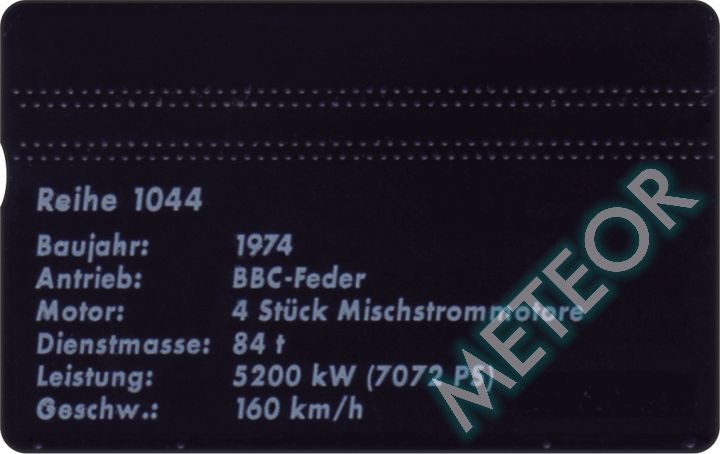 Reihe 1044
Baujahr: 1974
Antrieb: BBC-Feder
Motor: 4 Stück Mischstrommotore
Dienstmasse: 84 t
Leistung: 5200 kW (7072 PS)
Geschw.: 160 km/h
METEOR